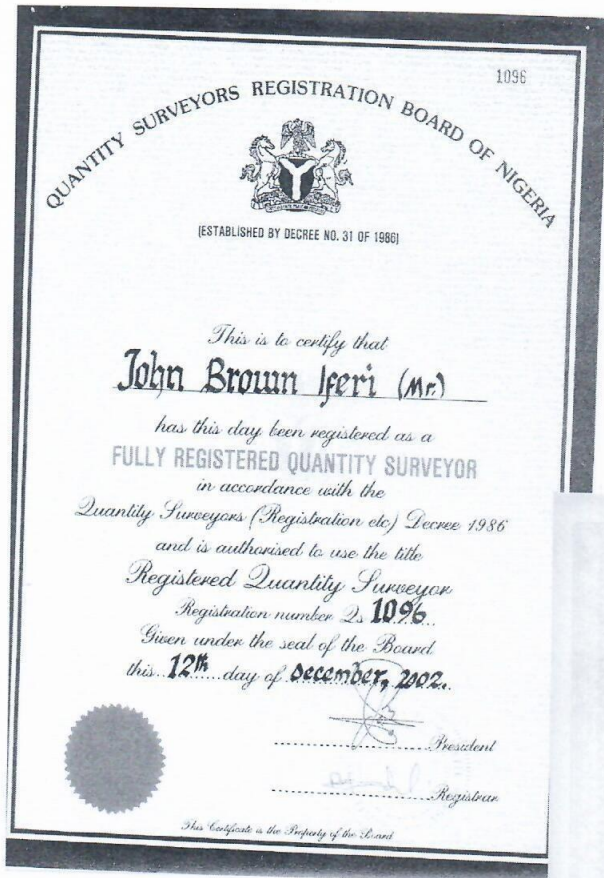 1096
QUANTITY SURVEYORS REGISTRATION BOARD OF NIGERIA
(ESTABLISHED BY DECREE NO. 31 OF 1986)
This is to certify that
John Brown Iferi (Mr.)
has this day been registered as a
FULLY REGISTERED QUANTITY SURVEYOR
in accordance with the
Quantity Surveyors (Registration etc) Decree 1986
and is authorised to use the title
Registered Quantity Surveyor
Registration number Qs 1096
Given under the seal of the Board
this 12th day of December, 2002.
President
Registrar
This Certificate is the Property of the Board